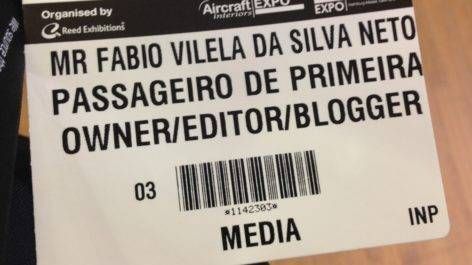 Organised by
Reed Exhibitions
Aircraft
Interiors EXPO
EXPO
MR FABIO VILELA DA SILVA NETO
PASSAGEIRO DE PRIMEIRA
OWNER/EDITOR/BLOGGER
03
*1142303*
MEDIA
INP